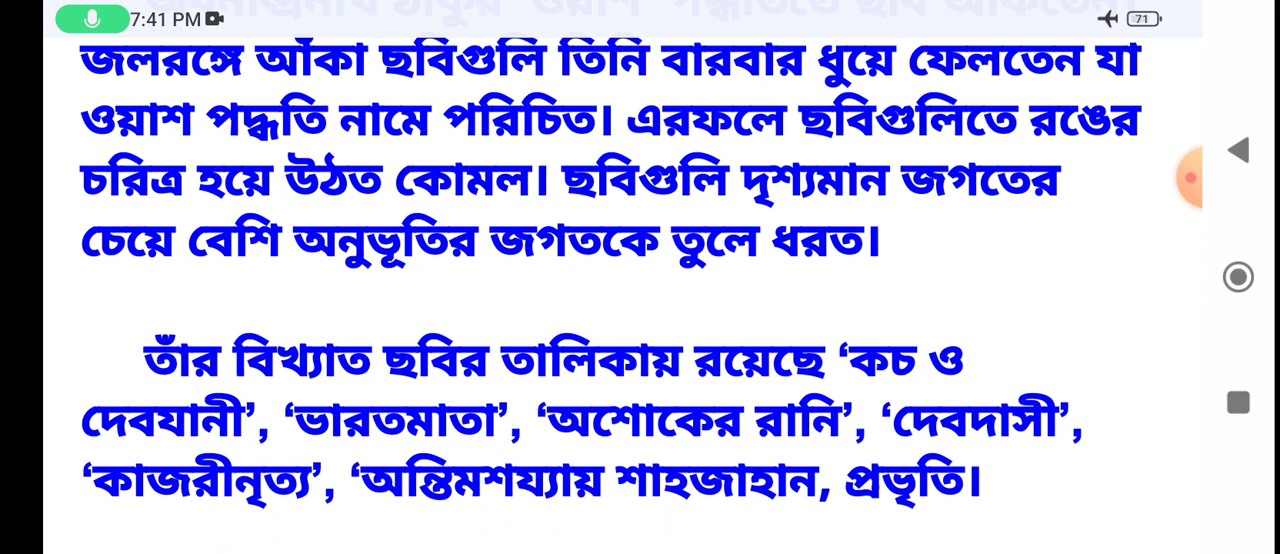 7:41 PM
71
জলরঙ্গে আঁকা ছবিগুলি তিনি বারবার ধুয়ে ফেলতেন যা
ওয়াশ পদ্ধতি নামে পরিচিত। এরফলে ছবিগুলিতে রঙের
চরিত্র হয়ে উঠত কোমল। ছবিগুলি দৃশ্যমান জগতের
চেয়ে বেশি অনুভূতির জগতকে তুলে ধরত।
তাঁর বিখ্যাত ছবির তালিকায় রয়েছে ‘কচ ও
দেবযানী’, ‘ভারতমাতা’, ‘অশোকের রানি’, ‘দেবদাসী’,
‘কাজরীনৃত্য’, ‘অন্তিমশয্যায় শাহজাহান, প্রভৃতি।